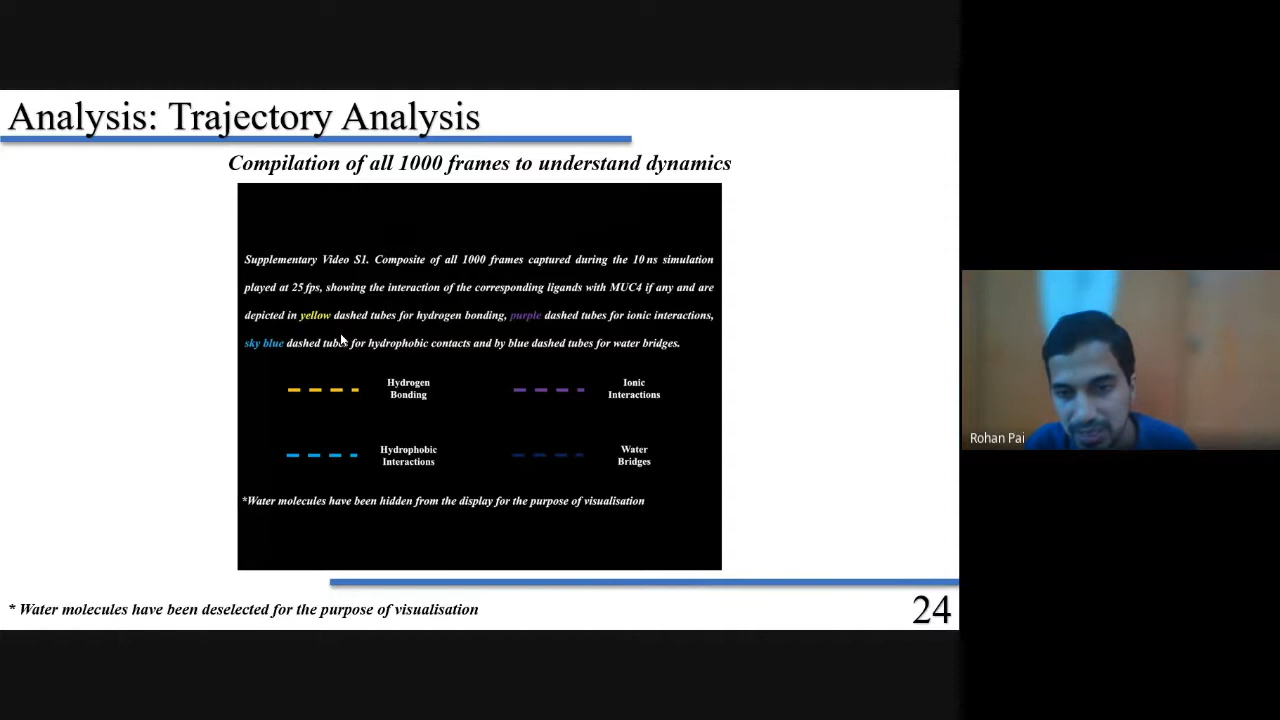 Analysis: Trajectory Analysis
Compilation of all 1000 frames to understand dynamics
Supplementary Video S1. Composite of all 1000 frames captured during the 10 ns simulation
played at 25 fps, showing the interaction of the corresponding ligands with MUC4 if any and are
depicted in yellow dashed tubes for hydrogen bonding, purple dashed tubes for ionic interactions,
sky blue dashed tubes for hydrophobic contacts and by blue dashed tubes for water bridges.
Hydrogen
Bonding
Ionic
Interactions
Hydrophobic
Interactions
Water
Bridges
*Water molecules have been hidden from the display for the purpose of visualisation
* Water molecules have been deselected for the purpose of visualisation
24
Rohan Pai